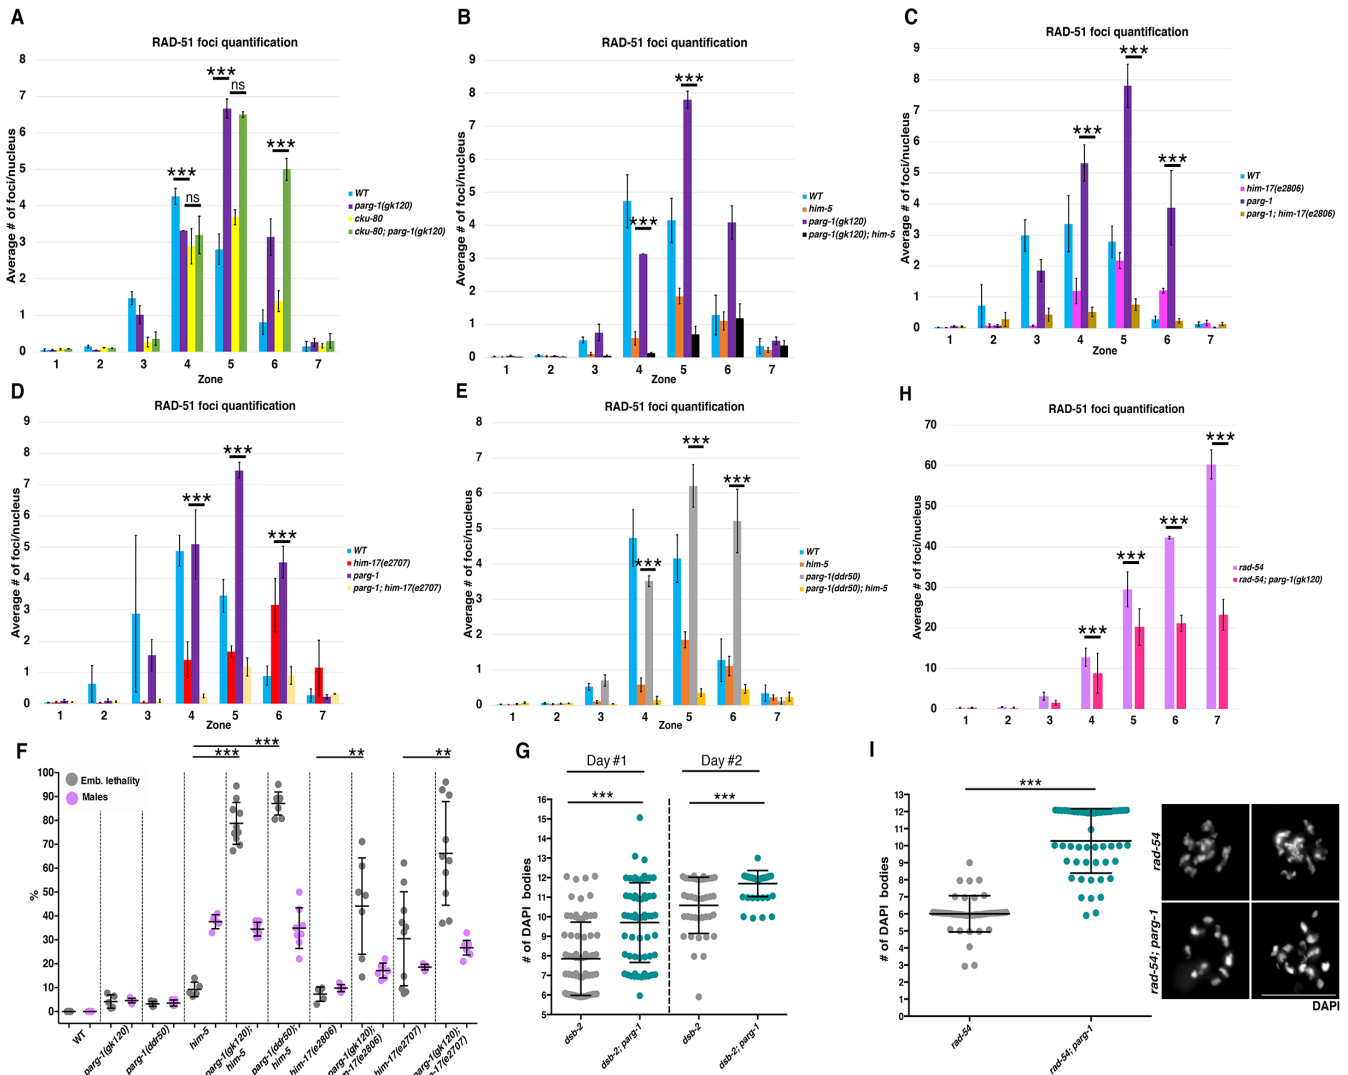 A
RAD-51 foci quantification
Average # of foci/nucleus
8
7
6
5
4
3
2
1
0
***
ns
***
ns
***
1 2 3 4 5 6 7
Zone
WT
parg-1(gk120)
cku-80
cku-80; parg-1(gk120)
B
RAD-51 foci quantification
Average # of foci/nucleus
9
8
7
6
5
4
3
2
1
0
***
***
1 2 3 4 5 6 7
Zone
WT
him-5
parg-1(gk120)
parg-1(gk120); him-5
C
RAD-51 foci quantification
Average # of foci/nucleus
9
8
7
6
5
4
3
2
1
0
***
***
***
1 2 3 4 5 6 7
Zone
WT
him-17(e2806)
parg-1
parg-1; him-17(e2806)
D
RAD-51 foci quantification
Average # of foci/nucleus
9
8
7
6
5
4
3
2
1
0
***
***
***
1 2 3 4 5 6 7
Zone
WT
him-17(e2707)
parg-1
parg-1; him-17(e2707)
E
RAD-51 foci quantification
Average # of foci/nucleus
8
7
6
5
4
3
2
1
0
***
***
***
1 2 3 4 5 6 7
Zone
WT
him-5
parg-1(ddr50)
parg-1(ddr50); him-5
H
RAD-51 foci quantification
Average # of foci/nucleus
70
60
50
40
30
20
10
0
***
***
***
***
1 2 3 4 5 6 7
rad-54
rad-54; parg-1(gk120)
F
%
100
90
80
70
60
50
40
30
20
10
0
Emb. lethality
Males
***
***
**
**
WT
parg-1(gk120)
parg-1(ddr50)
him-5
parg-1(gk120);
him-5
parg-1(ddr50);
him-5
him-17(e2806)
parg-1(gk120);
m-17(e2806)
him-17(e2707)
parg-1(gk120);
m-17(e2707)
G
Day #1 Day #2
*** ***
# of DAPI bodies
16
15
14
13
12
11
10
9
8
7
6
5
dsb-2
dsb-2; parg-1
dsb-2
dsb-2; parg-1
I
***
# of DAPI bodies
13
12
11
10
9
8
7
6
5
4
3
2
1
0
rad-54
rad-54; parg-1
rad-54
rad-54; parg-1
DAPI